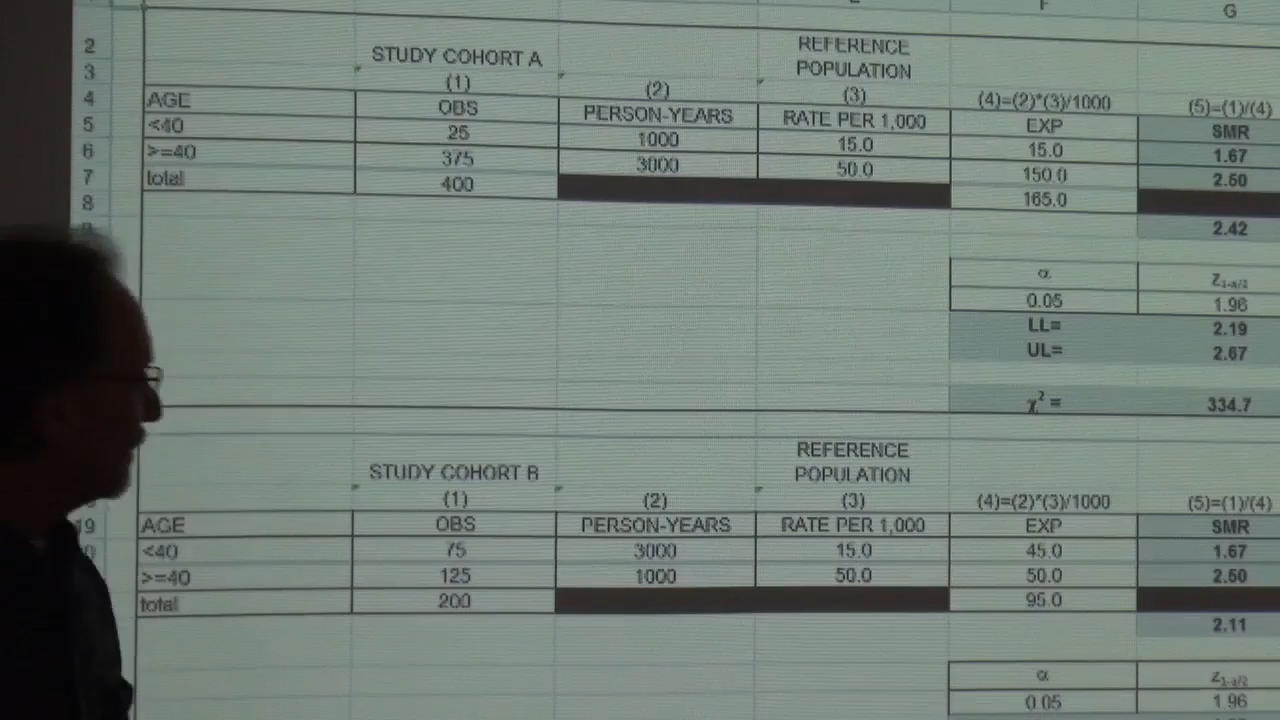 F G
2 STUDY COHORT A REFERENCE
3 (1) (2) POPULATION
4 AGE OBS PERSON-YEARS (3) (4)=(2)*(3)/1000 (5)=(1)/(4)
5 <40 25 1000 RATE PER 1,000 EXP SMR
6 >=40 375 3000 15.0 15.0 1.67
7 total 400 50.0 150.0 2.50
8 165.0
2.42
α Z1-α/2
0.05 1.96
LL= 2.19
UL= 2.67
χ² = 334.7
STUDY COHORT B REFERENCE
POPULATION
(1) (2) (3) (4)=(2)*(3)/1000 (5)=(1)/(4)
19 AGE OBS PERSON-YEARS RATE PER 1,000 EXP SMR
<40 75 3000 15.0 45.0 1.67
>=40 125 1000 50.0 50.0 2.50
total 200 95.0
2.11
α Z1-α/2
0.05 1.96